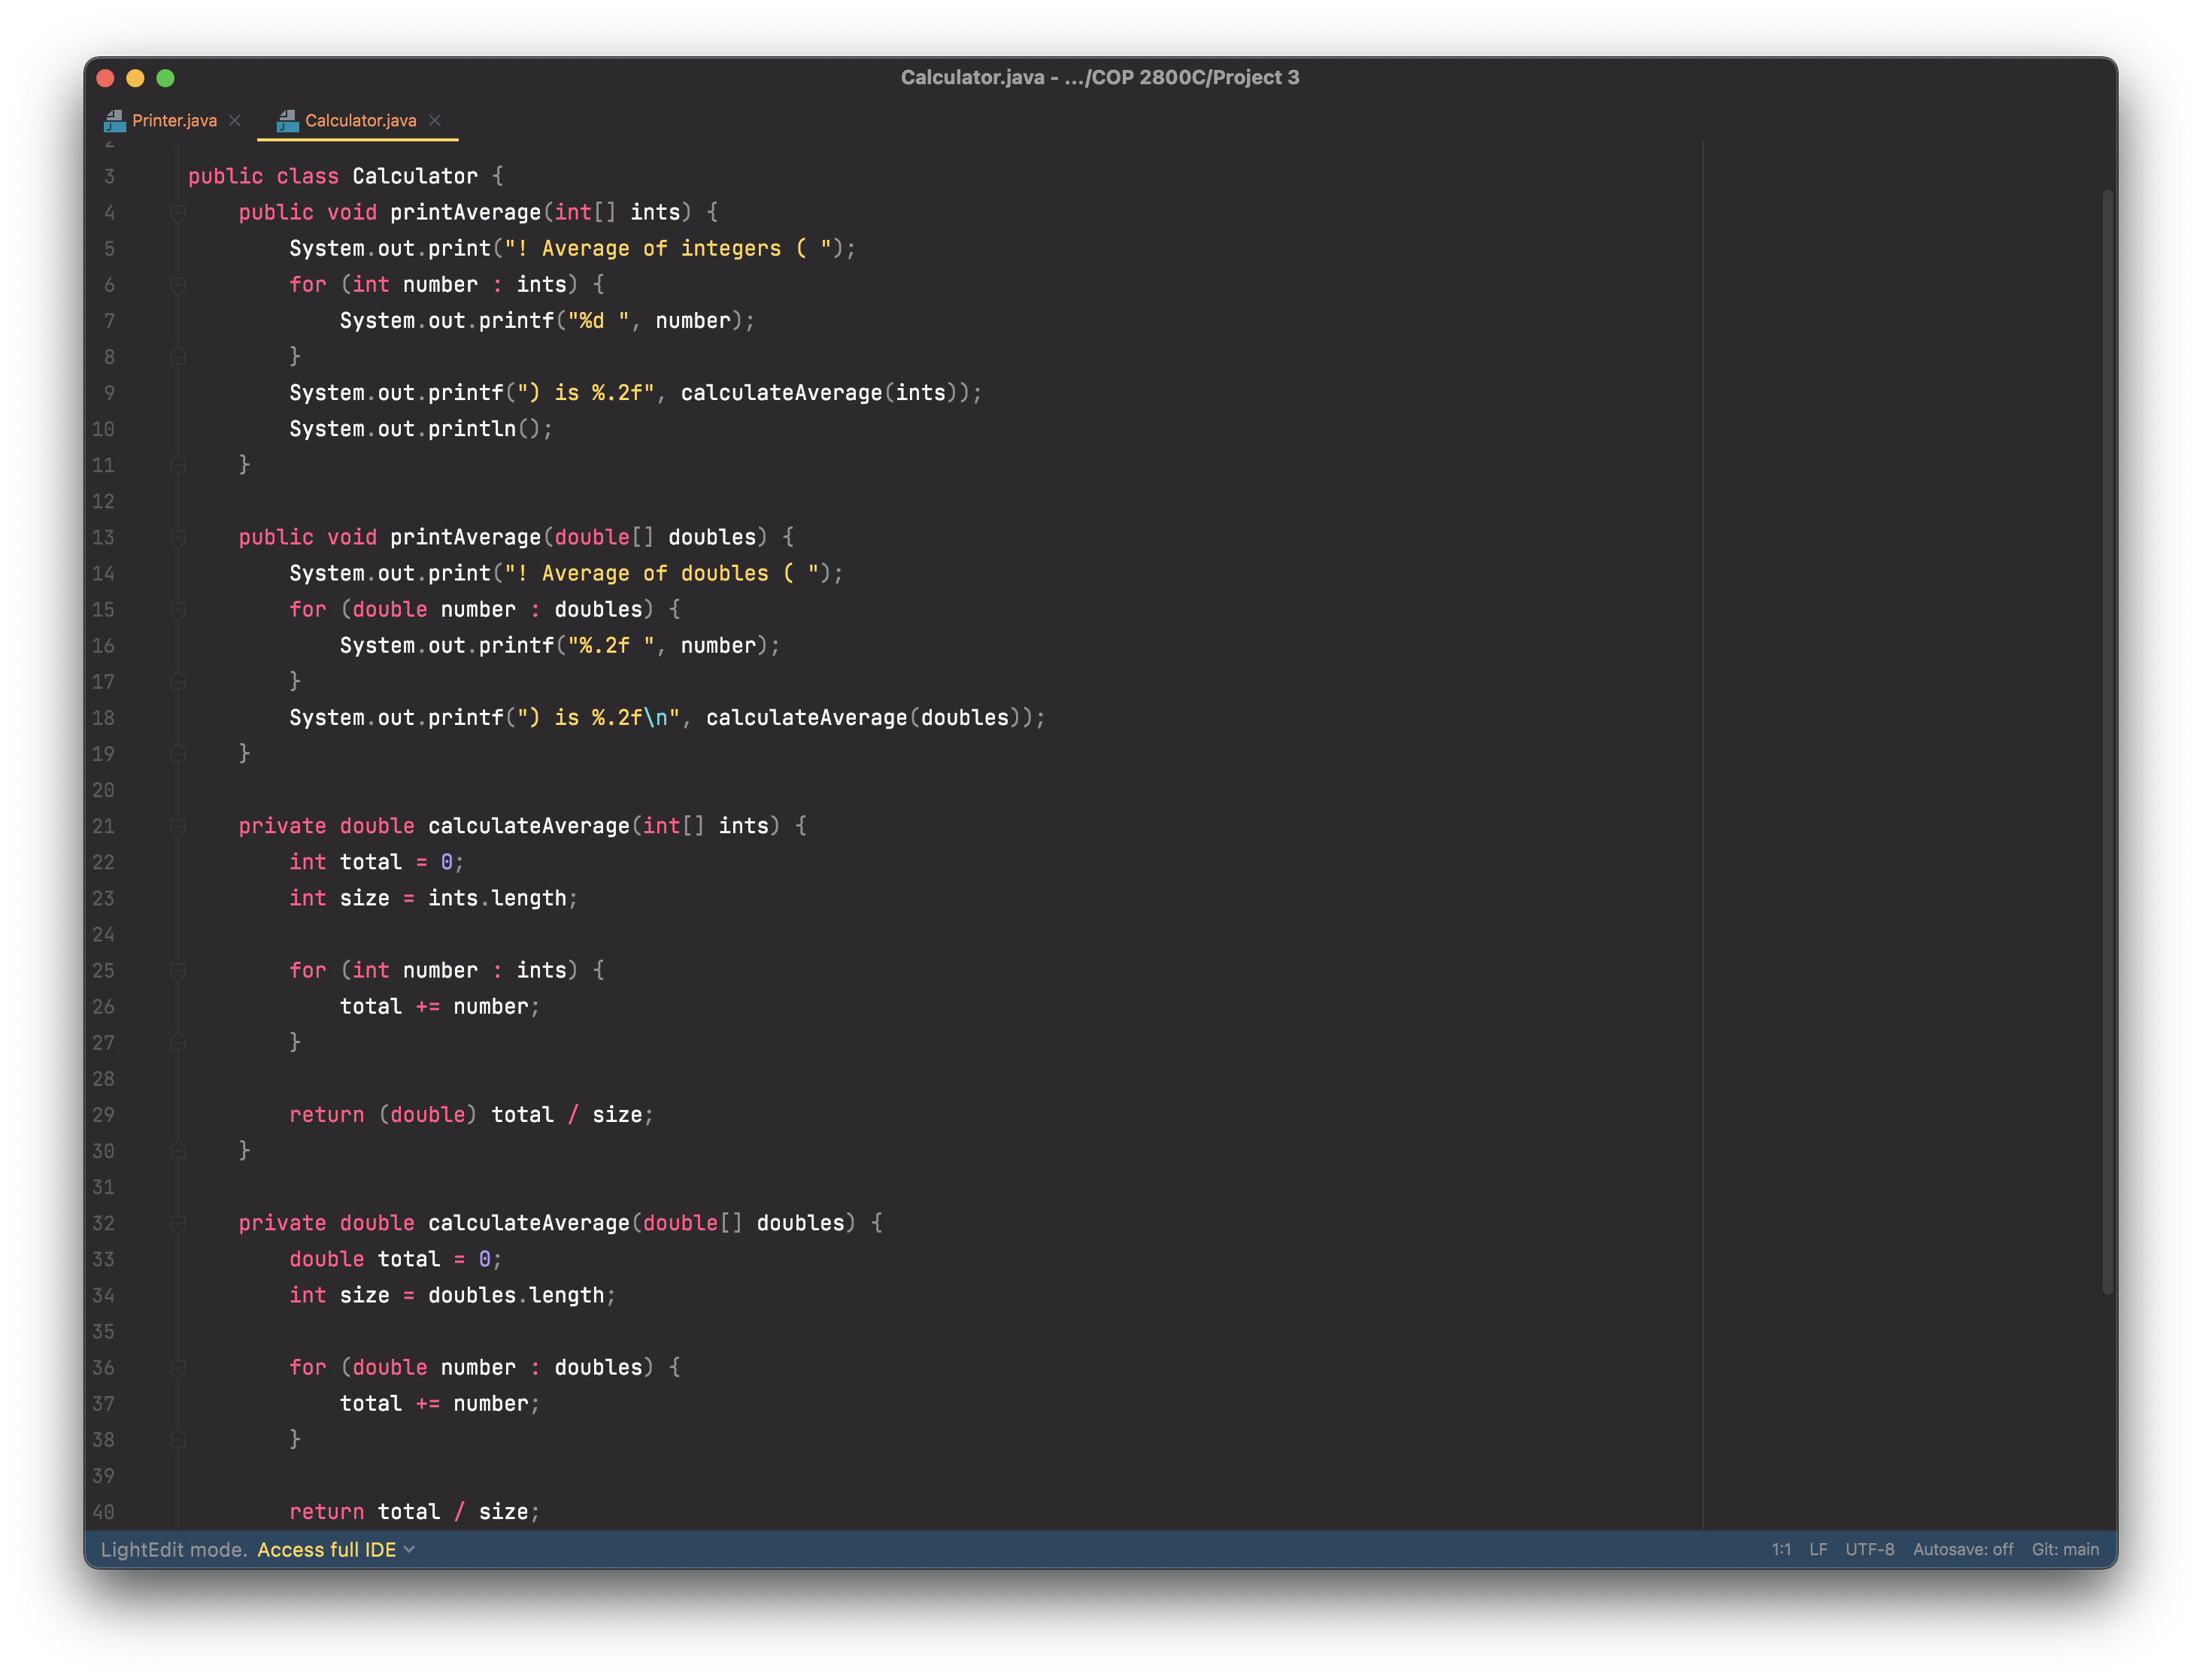 Calculator.java - .../COP 2800C/Project 3
Printer.java Calculator.java
2
3 public class Calculator {
4     public void printAverage(int[] ints) {
5         System.out.print("! Average of integers ( ");
6         for (int number : ints) {
7             System.out.printf("%d ", number);
8         }
9         System.out.printf(") is %.2f", calculateAverage(ints));
10         System.out.println();
11     }
12
13     public void printAverage(double[] doubles) {
14         System.out.print("! Average of doubles ( ");
15         for (double number : doubles) {
16             System.out.printf("%.2f ", number);
17         }
18         System.out.printf(") is %.2f\n", calculateAverage(doubles));
19     }
20
21     private double calculateAverage(int[] ints) {
22         int total = 0;
23         int size = ints.length;
24
25         for (int number : ints) {
26             total += number;
27         }
28
29         return (double) total / size;
30     }
31
32     private double calculateAverage(double[] doubles) {
33         double total = 0;
34         int size = doubles.length;
35
36         for (double number : doubles) {
37             total += number;
38         }
39
40         return total / size;
LightEdit mode. Access full IDE 1:1 LF UTF-8 Autosave: off Git: main